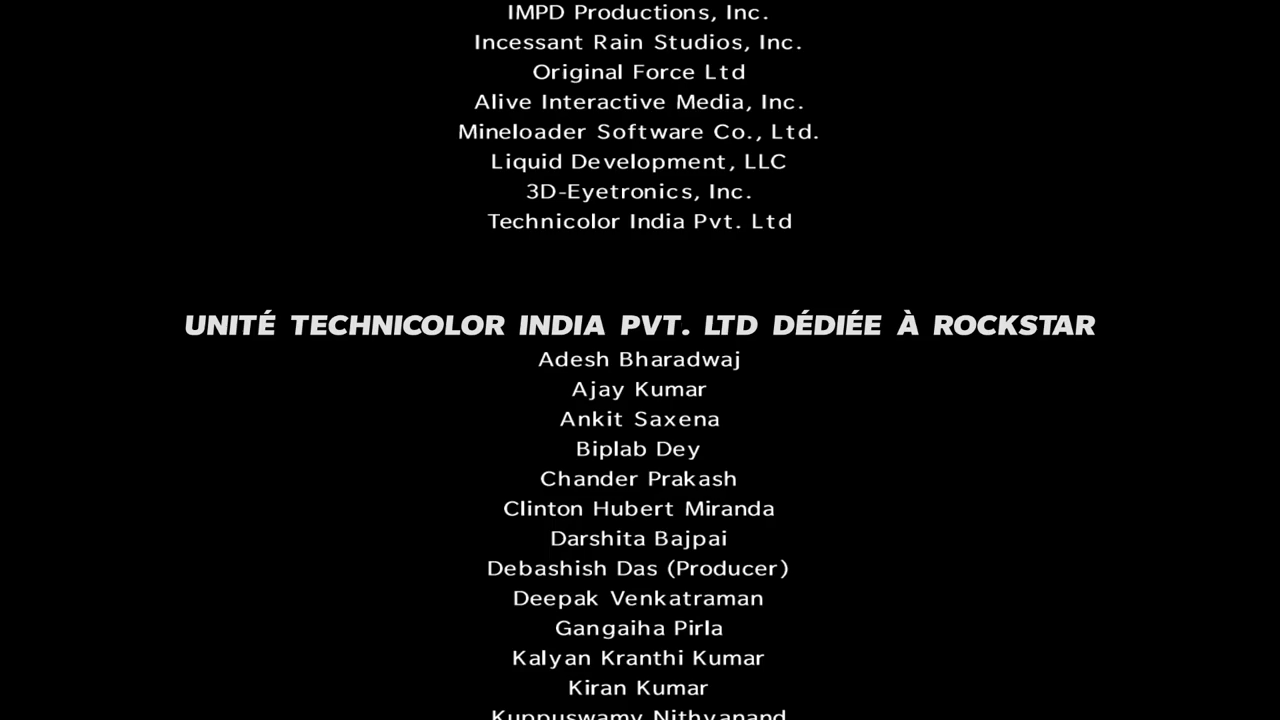 IMPD Productions, Inc.
Incessant Rain Studios, Inc.
Original Force Ltd
Alive Interactive Media, Inc.
Mineloader Software Co., Ltd.
Liquid Development, LLC
3D-Eyetronics, Inc.
Technicolor India Pvt. Ltd
UNITÉ TECHNICOLOR INDIA PVT. LTD DÉDIÉE À ROCKSTAR
Adesh Bharadwaj
Ajay Kumar
Ankit Saxena
Biplab Dey
Chander Prakash
Clinton Hubert Miranda
Darshita Bajpai
Debashish Das (Producer)
Deepak Venkatraman
Gangaiha Pirla
Kalyan Kranthi Kumar
Kiran Kumar
Kuppuswamy Nithyanand